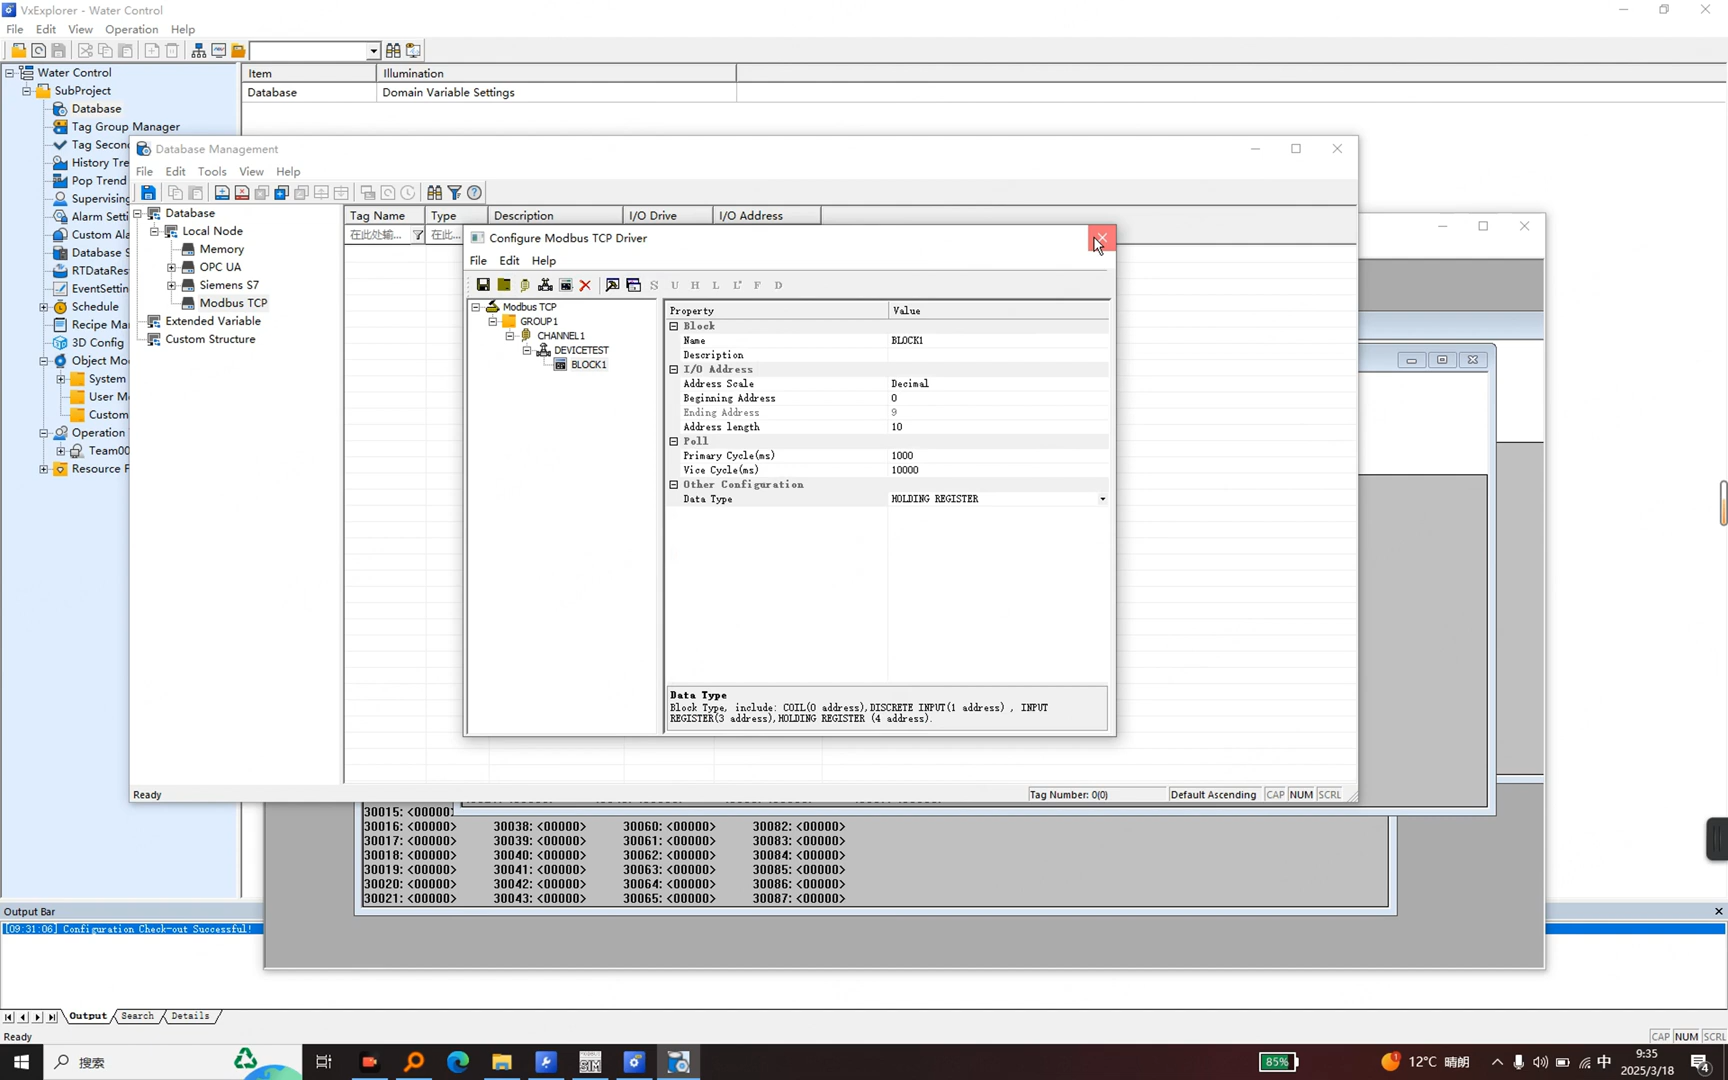 VxExplorer - Water Control
File Edit View Operation Help
Water Control
SubProject
Database
Tag Group Manager
Tag Secon
History Tre
Pop Trend
Supervising
Alarm Setti
Custom Ala
Database S
RTDataRes
EventSettin
Schedule
Recipe Ma
3D Config
Object Mo
System
User M
Custom
Operation
Team00
Resource F
Item Illumination
Database Domain Variable Settings
Database Management
File Edit Tools View Help
Database
Local Node
Memory
OPC UA
Siemens S7
Modbus TCP
Extended Variable
Custom Structure
Tag Name Type Description I/O Drive I/O Address
在此处输... 在此...
Configure Modbus TCP Driver
File Edit Help
S U H L F D
Modbus TCP
GROUP1
CHANNEL1
DEVICETEST
BLOCK1
Property Value
Block
Name BLOCK1
Description
I/O Address
Address Scale Decimal
Beginning Address 0
Ending Address 9
Address length 10
Poll
Primary Cycle(ms) 1000
Vice Cycle(ms) 10000
Other Configuration
Data Type HOLDING REGISTER
Data Type
Block Type, include: COIL(0 address),DISCRETE INPUT(1 address) , INPUT
REGISTER(3 address),HOLDING REGISTER (4 address).
Ready Tag Number: 0(0) Default Ascending CAP NUM SCRL
30015: <00000>
30016: <00000> 30038: <00000> 30060: <00000> 30082: <00000>
30017: <00000> 30039: <00000> 30061: <00000> 30083: <00000>
30018: <00000> 30040: <00000> 30062: <00000> 30084: <00000>
30019: <00000> 30041: <00000> 30063: <00000> 30085: <00000>
30020: <00000> 30042: <00000> 30064: <00000> 30086: <00000>
30021: <00000> 30043: <00000> 30065: <00000> 30087: <00000>
Output Bar
[09:31:06] Configuration Check-out Successful!
Output Search Details
Ready CAP NUM SCRL
搜索 SIM 85% 12°C 晴朗 中 9:35
2025/3/18 4